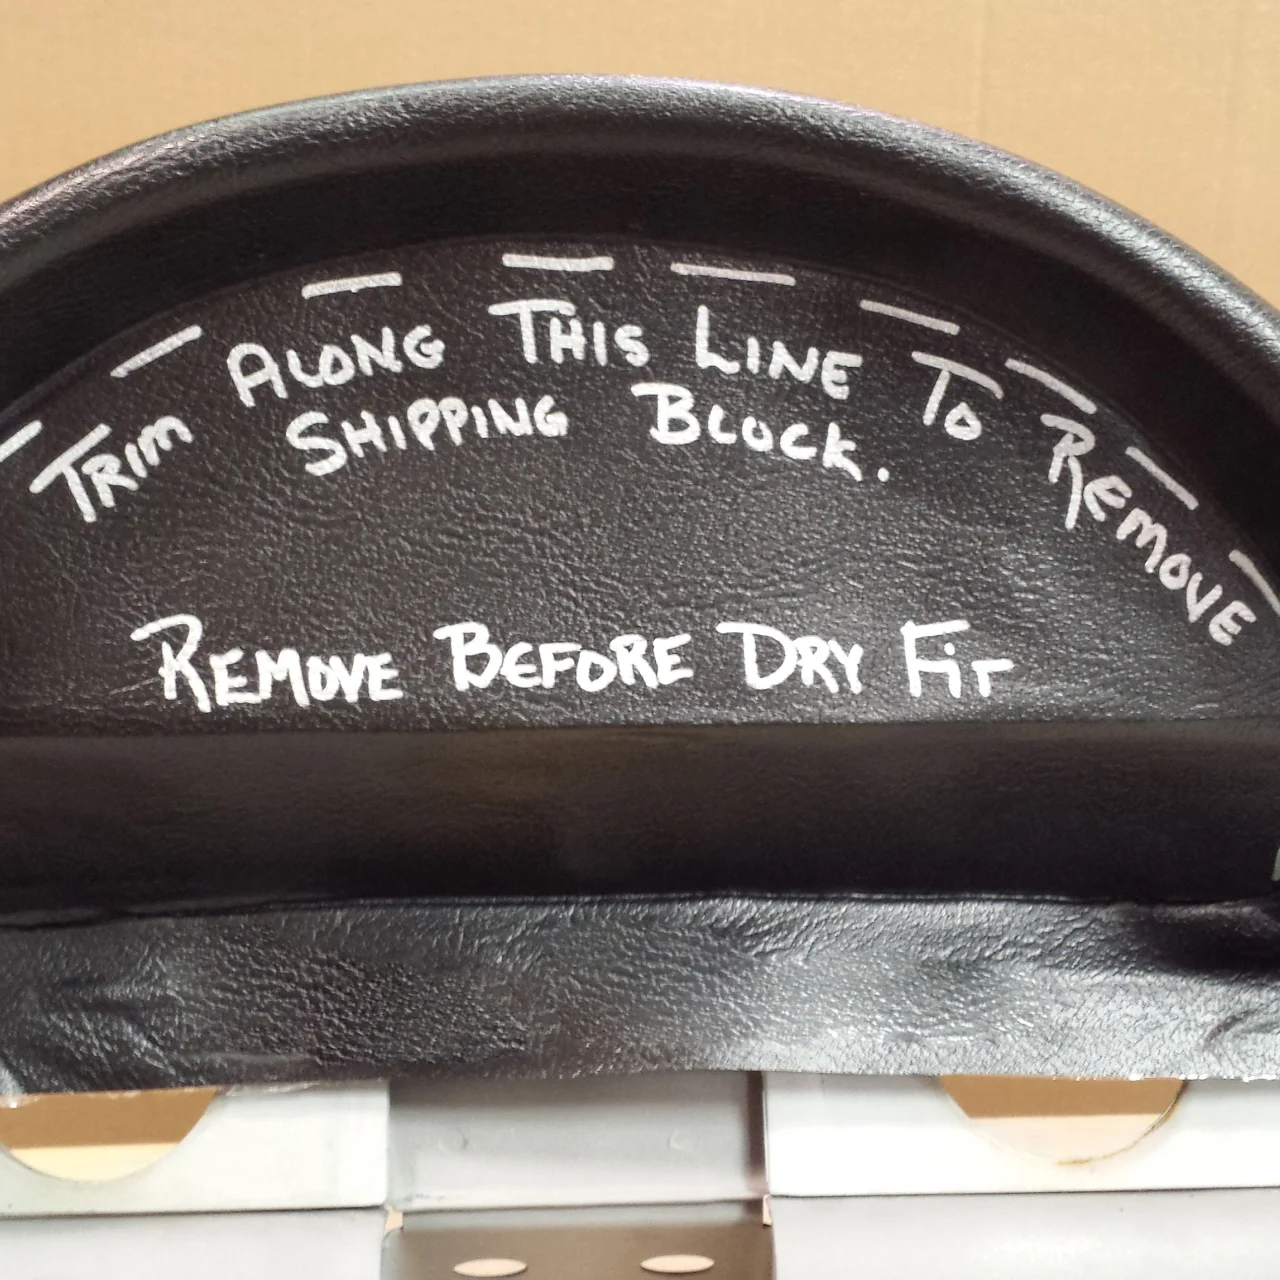 Trim Along This Line To Remove
Shipping Block.
Remove Before Dry Fit